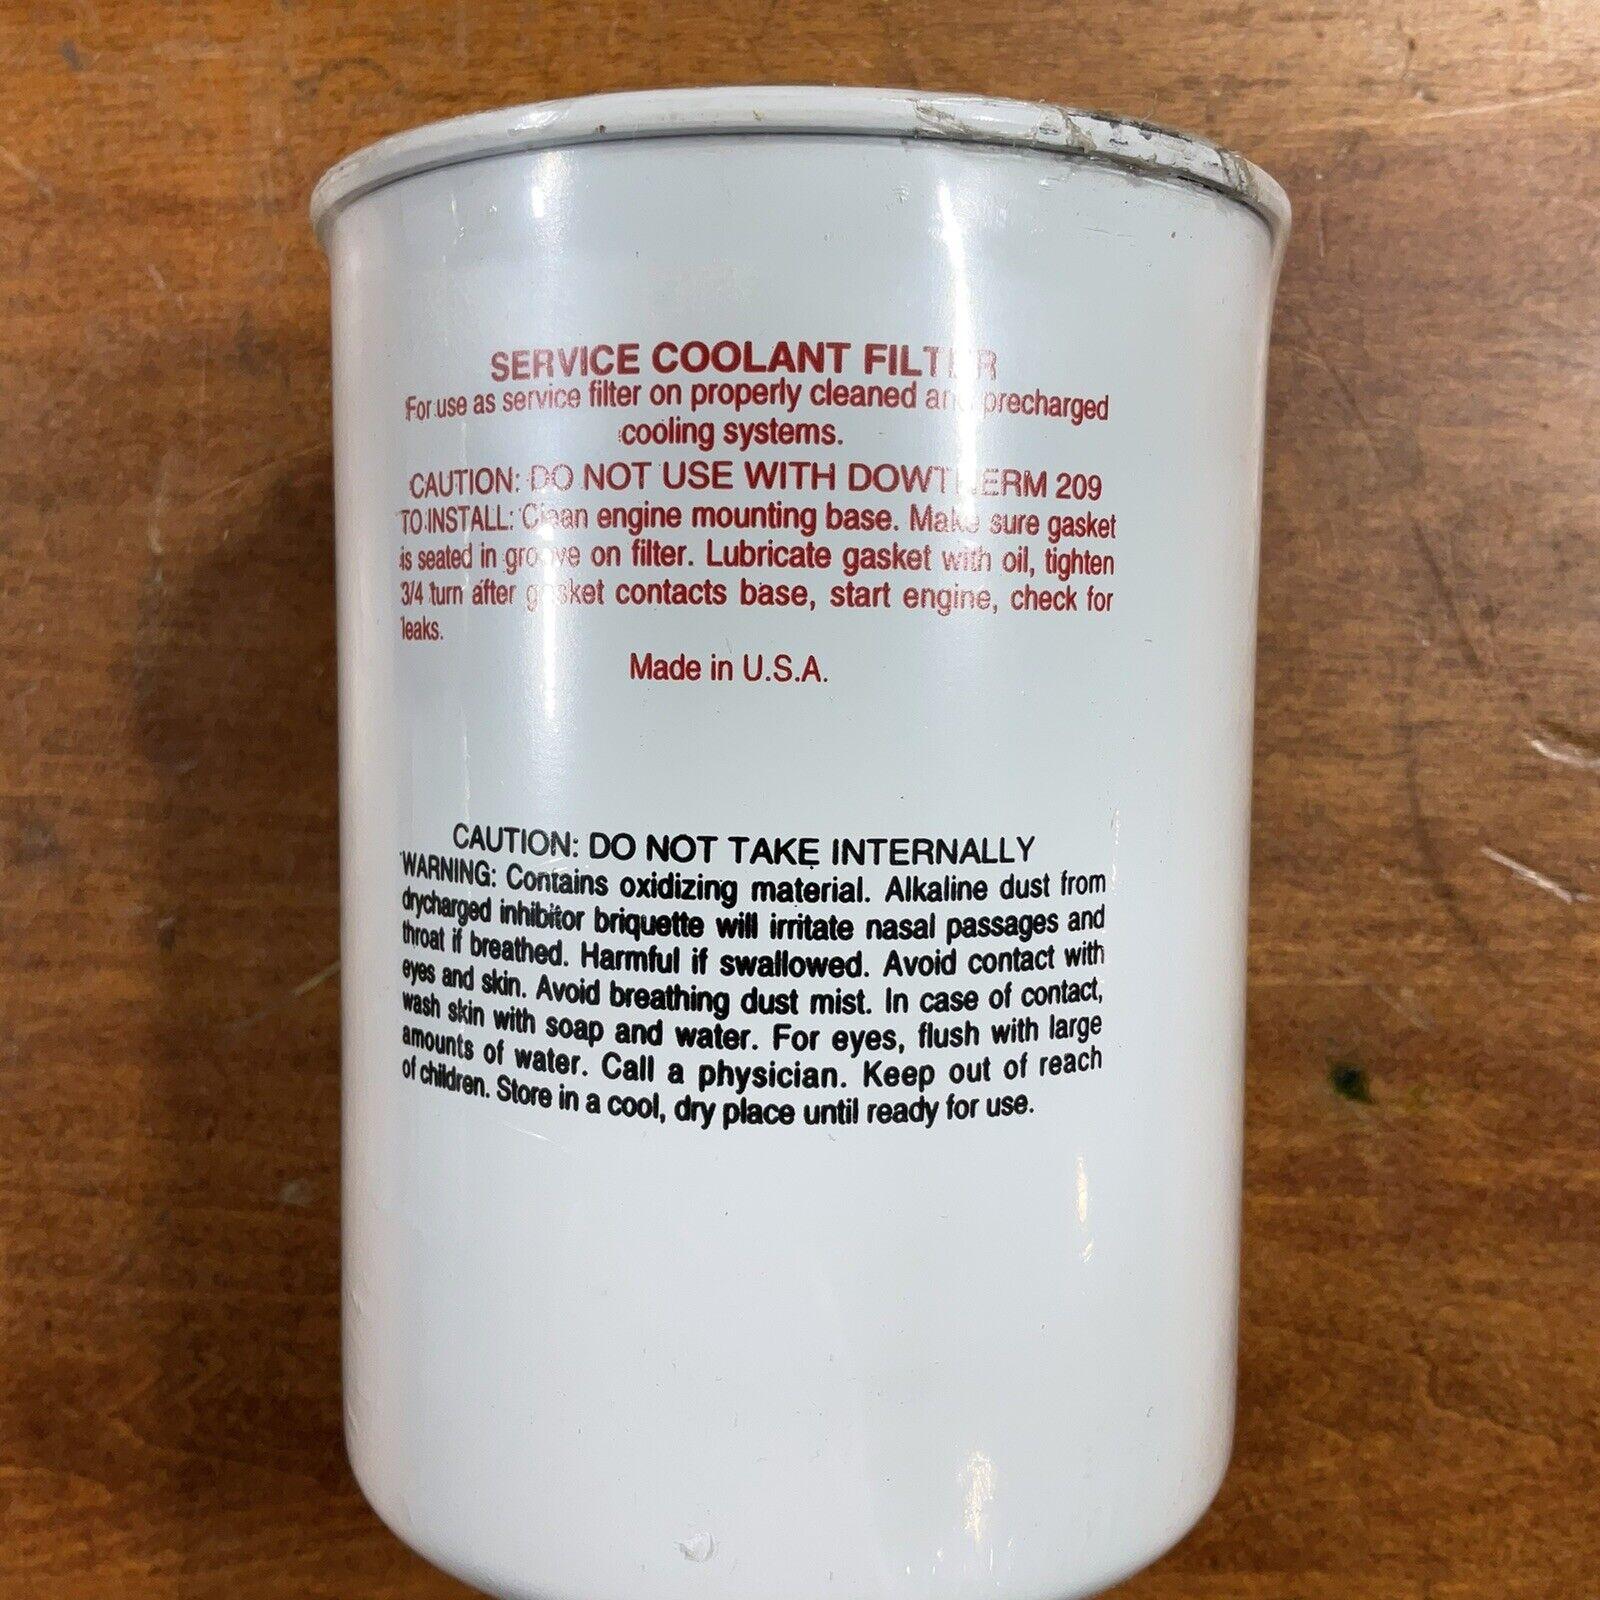 SERVICE COOLANT FILTER
For use as service filter on properly cleaned and precharged
cooling systems.
CAUTION: DO NOT USE WITH DOWTHERM 209
TO INSTALL: Clean engine mounting base. Make sure gasket
is seated in groove on filter. Lubricate gasket with oil, tighten
3/4 turn after gasket contacts base, start engine, check for
leaks.
Made in U.S.A.
CAUTION: DO NOT TAKE INTERNALLY
WARNING: Contains oxidizing material. Alkaline dust from
drycharged inhibitor briquette will irritate nasal passages and
throat if breathed. Harmful if swallowed. Avoid contact with
eyes and skin. Avoid breathing dust mist. In case of contact,
wash skin with soap and water. For eyes, flush with large
amounts of water. Call a physician. Keep out of reach
of children. Store in a cool, dry place until ready for use.